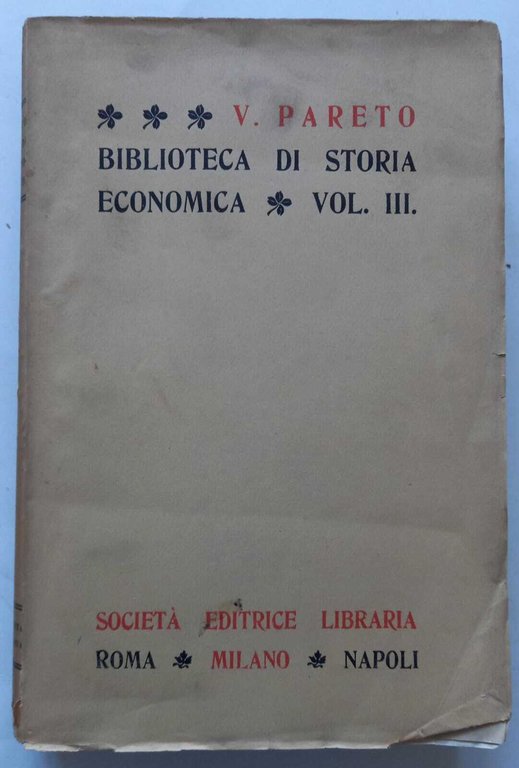 V. PARETO
BIBLIOTECA DI STORIA
ECONOMICA VOL. III.
SOCIETÀ EDITRICE LIBRARIA
ROMA MILANO NAPOLI